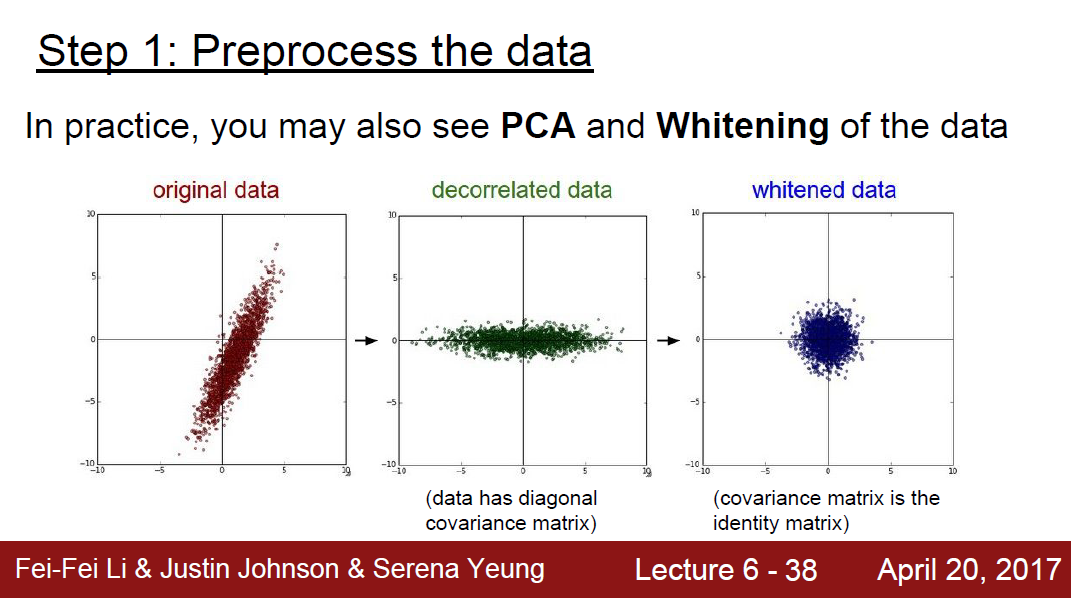 Step 1: Preprocess the data
In practice, you may also see PCA and Whitening of the data
original data
decorrelated data
whitened data
10
5
0
−5
−10
−10
−5
0
5
10
10
5
0
−5
−10
−10
−5
0
5
10
10
5
0
−5
−10
−10
−5
0
5
10
(data has diagonal
covariance matrix)
(covariance matrix is the
identity matrix)
Fei-Fei Li & Justin Johnson & Serena Yeung
Lecture 6 - 38
April 20, 2017